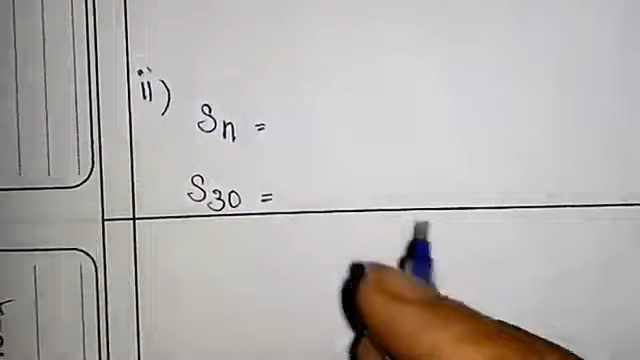 ii)
Sn =
S30 =